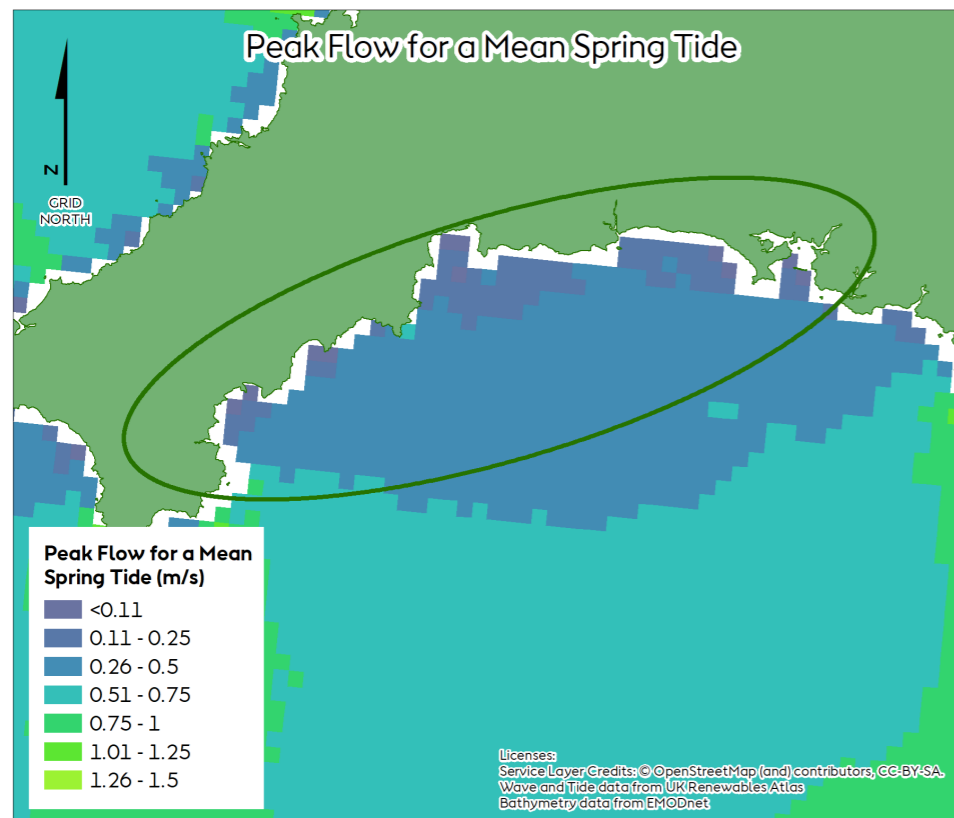 Peak Flow for a Mean Spring Tide
N
GRID
NORTH
Peak Flow for a Mean
Spring Tide (m/s)
<0.11
0.11 - 0.25
0.26 - 0.5
0.51 - 0.75
0.75 - 1
1.01 - 1.25
1.26 - 1.5
Licenses:
Service Layer Credits: © OpenStreetMap (and) contributors, CC-BY-SA.
Wave and Tide data from UK Renewables Atlas
Bathymetry data from EMODnet